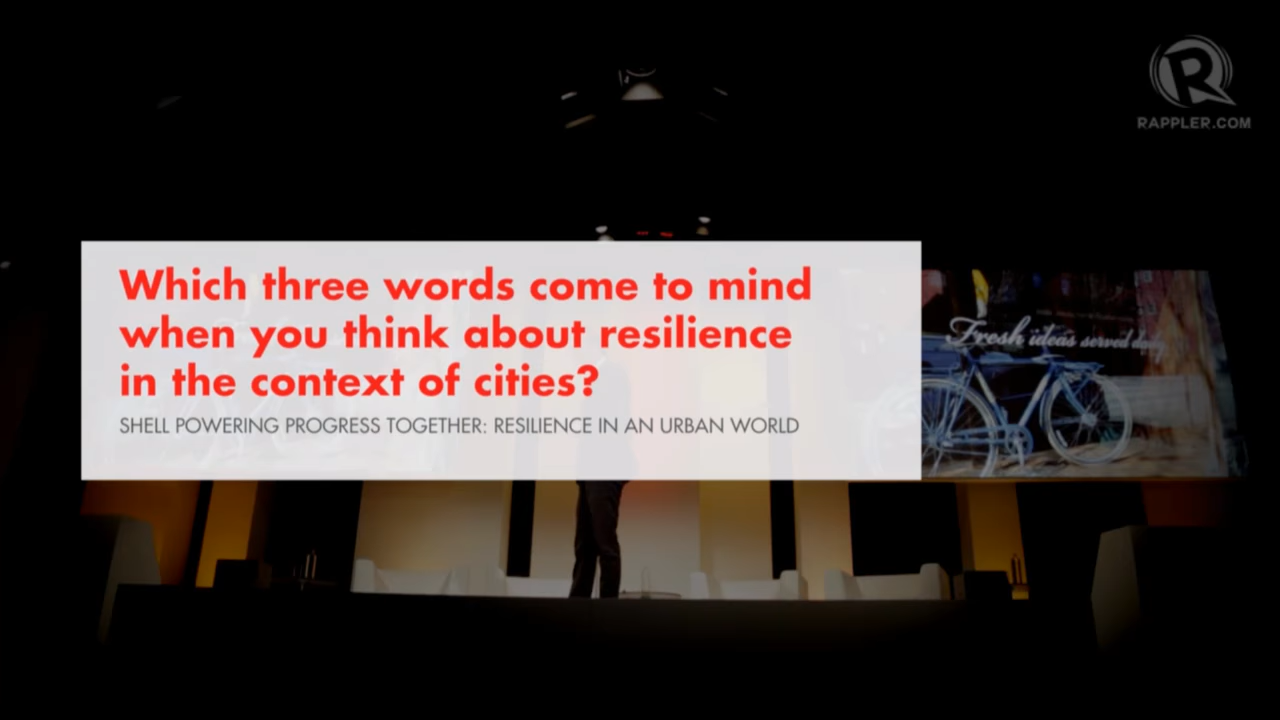 RAPPLER.COM
Which three words come to mind
when you think about resilience
in the context of cities?
SHELL POWERING PROGRESS TOGETHER: RESILIENCE IN AN URBAN WORLD
Fresh ideas served